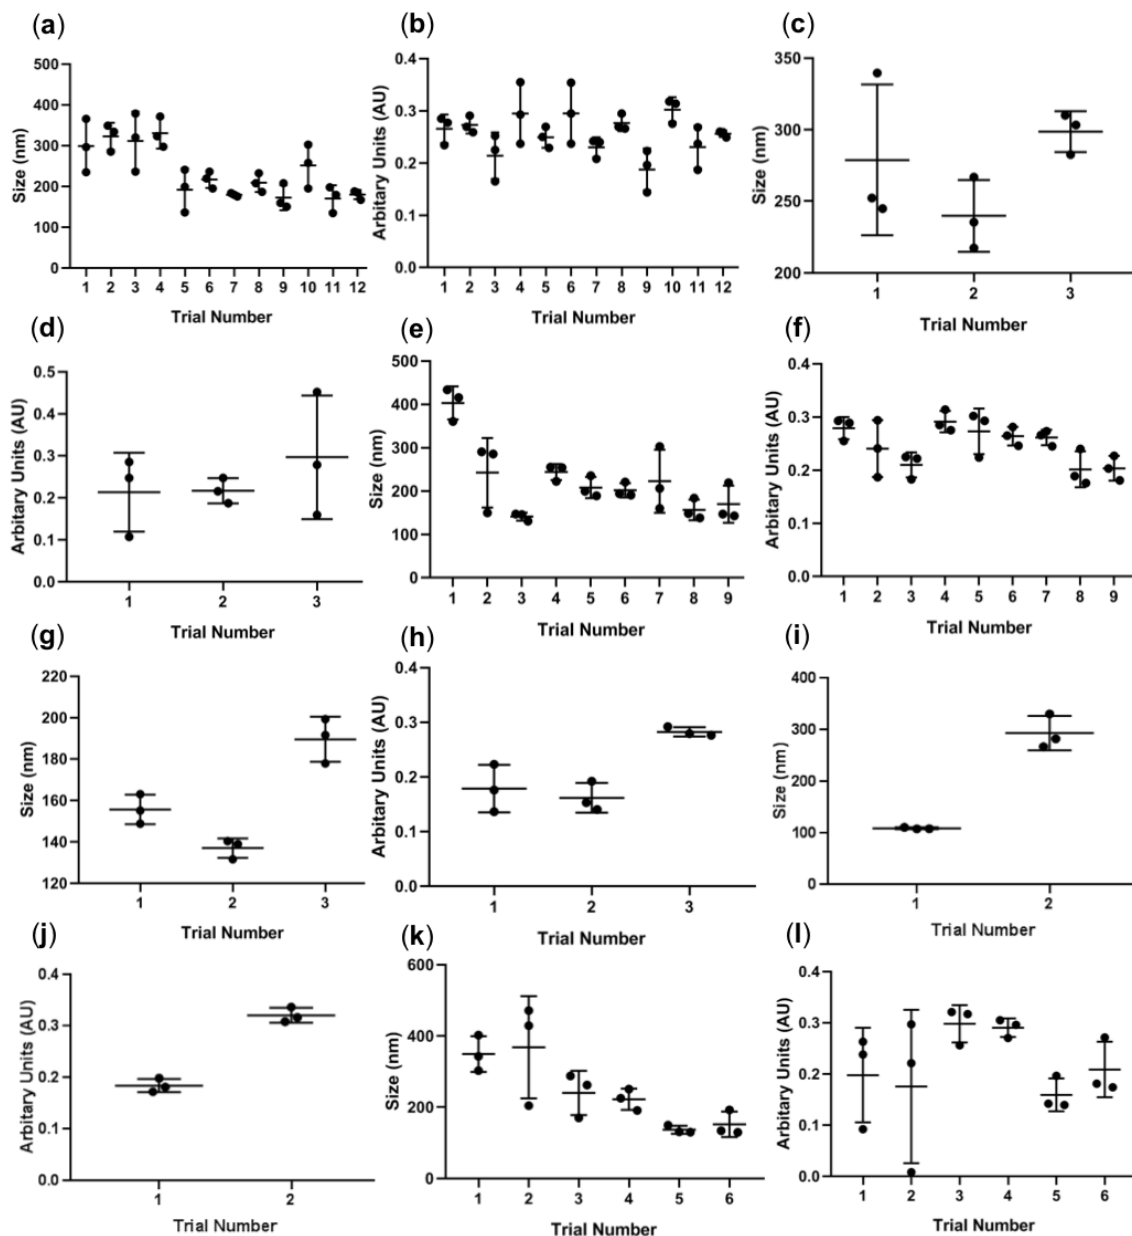 (a)
500
400
300
200
100
0
Size (nm)
1 2 3 4 5 6 7 8 9 10 11 12
Trial Number
(b)
0.4
0.3
0.2
0.1
0.0
Arbitary Units (AU)
1 2 3 4 5 6 7 8 9 10 11 12
Trial Number
(c)
350
300
250
200
Size (nm)
1 2 3
Trial Number
(d)
0.5
0.4
0.3
0.2
0.1
0.0
Arbitary Units (AU)
1 2 3
Trial Number
(e)
500
400
300
200
100
0
Size (nm)
1 2 3 4 5 6 7 8 9
Trial Number
(f)
0.4
0.3
0.2
0.1
0.0
Arbitary Units (AU)
1 2 3 4 5 6 7 8 9
Trial Number
(g)
220
200
180
160
140
120
Size (nm)
1 2 3
Trial Number
(h)
0.4
0.3
0.2
0.1
0.0
Arbitary Units (AU)
1 2 3
Trial Number
(i)
400
300
200
100
0
Size (nm)
1 2
Trial Number
(j)
0.4
0.3
0.2
0.1
0.0
Arbitary Units (AU)
1 2
Trial Number
(k)
600
400
200
0
Size (nm)
1 2 3 4 5 6
Trial Number
(l)
0.4
0.3
0.2
0.1
0.0
Arbitary Units (AU)
1 2 3 4 5 6
Trial Number